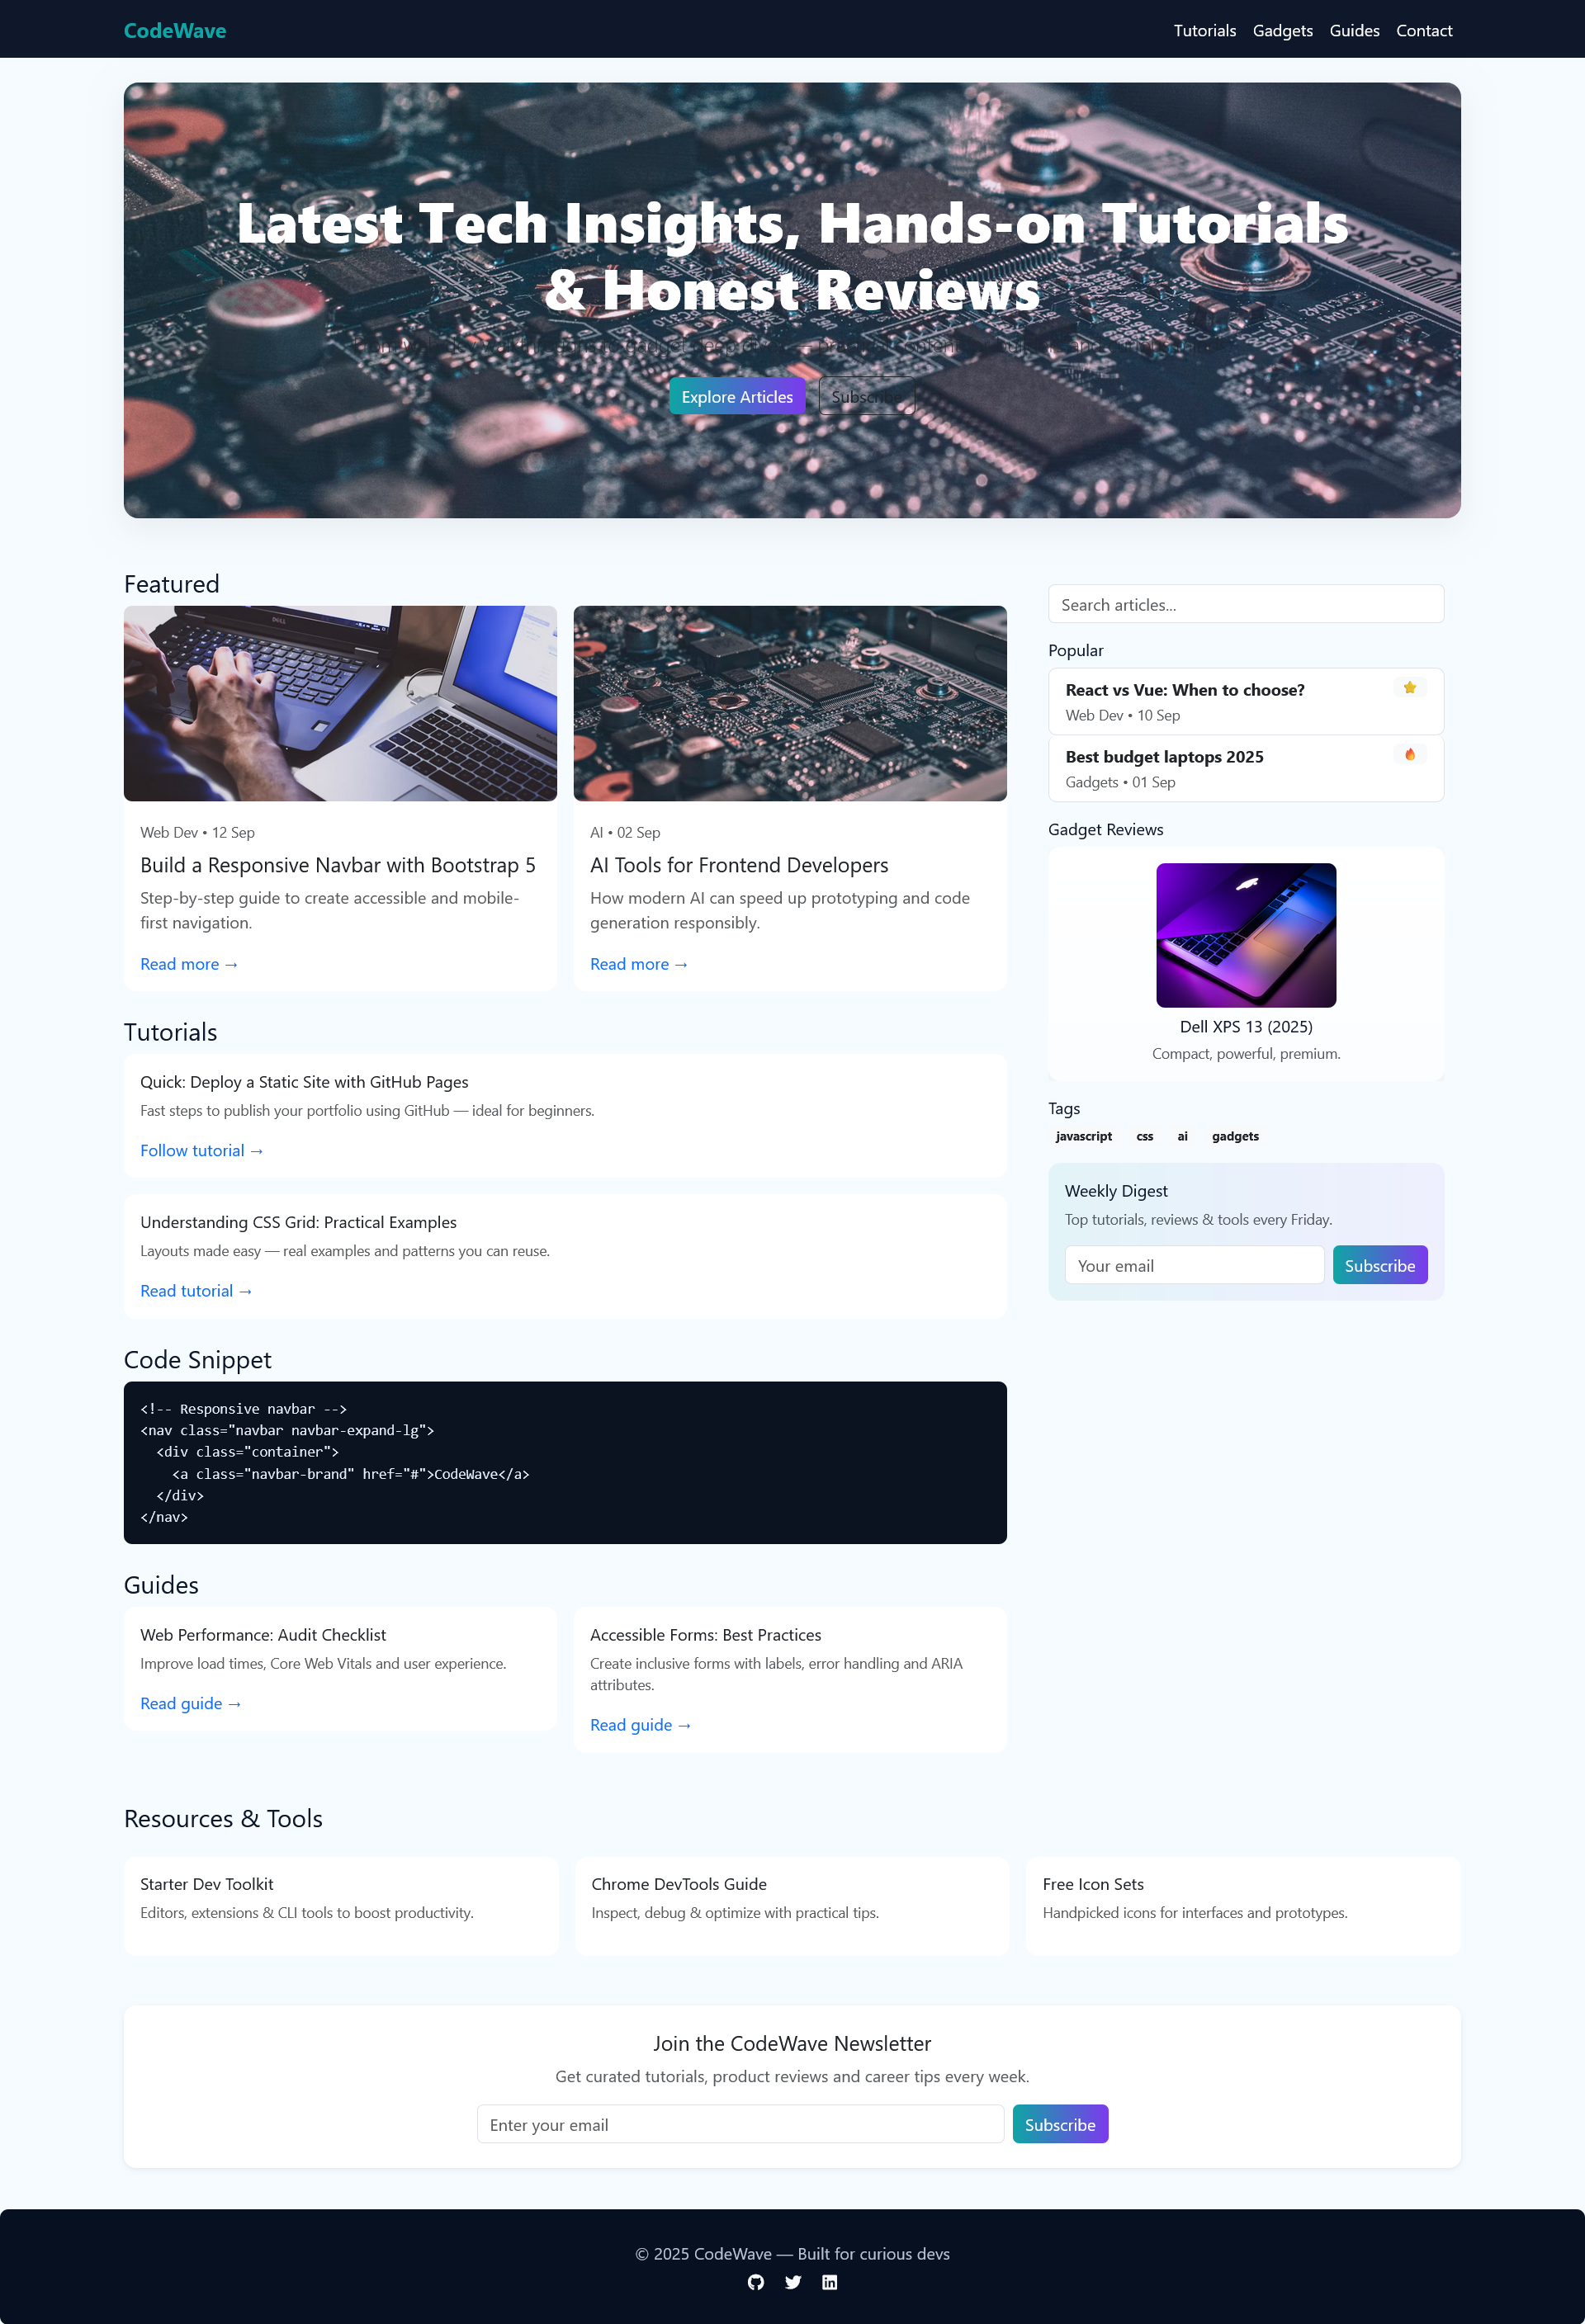 CodeWave
Tutorials Gadgets Guides Contact
Latest Tech Insights, Hands-on Tutorials
& Honest Reviews
Explore Articles
Subscribe
Featured
DELL
Web Dev • 12 Sep
Build a Responsive Navbar with Bootstrap 5
Step-by-step guide to create accessible and mobile-
first navigation.
Read more →
AI • 02 Sep
AI Tools for Frontend Developers
How modern AI can speed up prototyping and code
generation responsibly.
Read more →
Tutorials
Quick: Deploy a Static Site with GitHub Pages
Fast steps to publish your portfolio using GitHub — ideal for beginners.
Follow tutorial →
Understanding CSS Grid: Practical Examples
Layouts made easy — real examples and patterns you can reuse.
Read tutorial →
Code Snippet
<!-- Responsive navbar -->
<nav class="navbar navbar-expand-lg">
  <div class="container">
    <a class="navbar-brand" href="#">CodeWave</a>
  </div>
</nav>
Guides
Web Performance: Audit Checklist
Improve load times, Core Web Vitals and user experience.
Read guide →
Accessible Forms: Best Practices
Create inclusive forms with labels, error handling and ARIA
attributes.
Read guide →
Search articles...
Popular
React vs Vue: When to choose?
Web Dev • 10 Sep
Best budget laptops 2025
Gadgets • 01 Sep
Gadget Reviews
Dell XPS 13 (2025)
Compact, powerful, premium.
Tags
javascript css ai gadgets
Weekly Digest
Top tutorials, reviews & tools every Friday.
Your email
Subscribe
Resources & Tools
Starter Dev Toolkit
Editors, extensions & CLI tools to boost productivity.
Chrome DevTools Guide
Inspect, debug & optimize with practical tips.
Free Icon Sets
Handpicked icons for interfaces and prototypes.
Join the CodeWave Newsletter
Get curated tutorials, product reviews and career tips every week.
Enter your email
Subscribe
© 2025 CodeWave — Built for curious devs